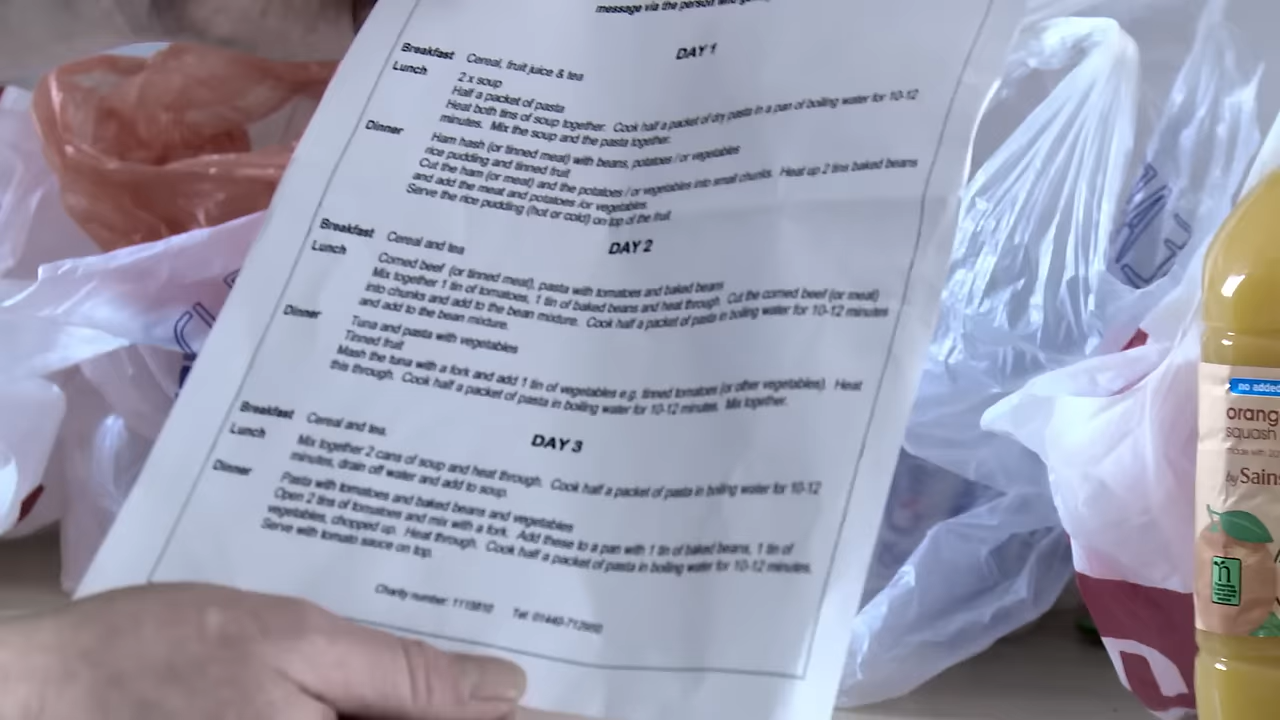 message via the person
DAY 1
Breakfast Cereal, fruit juice & tea
Lunch 2 x soup
Half a packet of pasta
Heat both tins of soup together. Cook half a packet of dry pasta in a pan of boiling water for 10-12
minutes. Mix the soup and the pasta together.
Dinner Ham hash (or tinned meat) with beans, potatoes / or vegetables
rice pudding and tinned fruit
Cut the ham (or meat) and the potatoes / or vegetables into small chunks. Heat up 2 tins baked beans
and add the meat and potatoes /or vegetables.
Serve the rice pudding (hot or cold) on top of the fruit.
DAY 2
Breakfast Cereal and tea
Lunch Corned beef (or tinned meat), pasta with tomatoes and baked beans
Mix together 1 tin of tomatoes, 1 tin of baked beans and heat through. Cut the corned beef (or meat)
into chunks and add to the bean mixture. Cook half a packet of pasta in boiling water for 10-12 minutes
and add to the bean mixture.
Dinner Tuna and pasta with vegetables
Tinned fruit
Mash the tuna with a fork and add 1 tin of vegetables e.g. tinned tomatoes (or other vegetables). Heat
this through. Cook half a packet of pasta in boiling water for 10-12 minutes. Mix together.
DAY 3
Breakfast Cereal and tea.
Lunch Mix together 2 cans of soup and heat through. Cook half a packet of pasta in boiling water for 10-12
minutes, drain off water and add to soup.
Dinner Pasta with tomatoes and baked beans and vegetables
Open 2 tins of tomatoes and mix with a fork. Add these to a pan with 1 tin of baked beans, 1 tin of
vegetables, chopped up. Heat through. Cook half a packet of pasta in boiling water for 10-12 minutes.
Serve with tomato sauce on top.
Charity number: Tel:
no added
orang
squash
by Sains